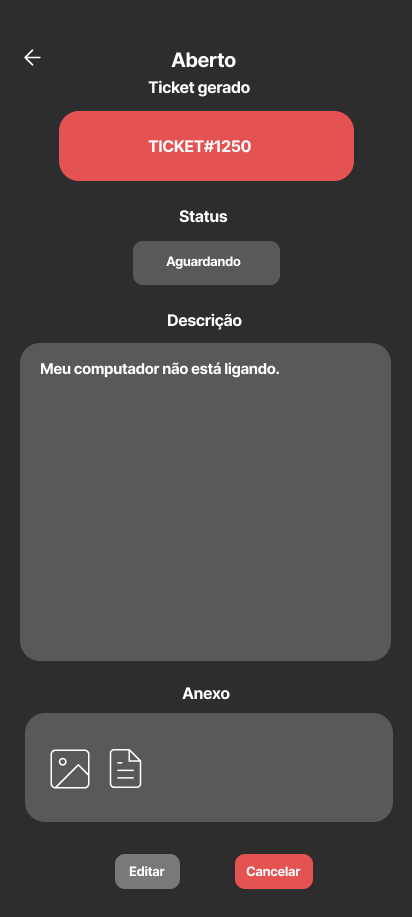 Aberto
Ticket gerado
TICKET#1250
Status
Aguardando
Descrição
Meu computador não está ligando.
Anexo
Editar
Cancelar